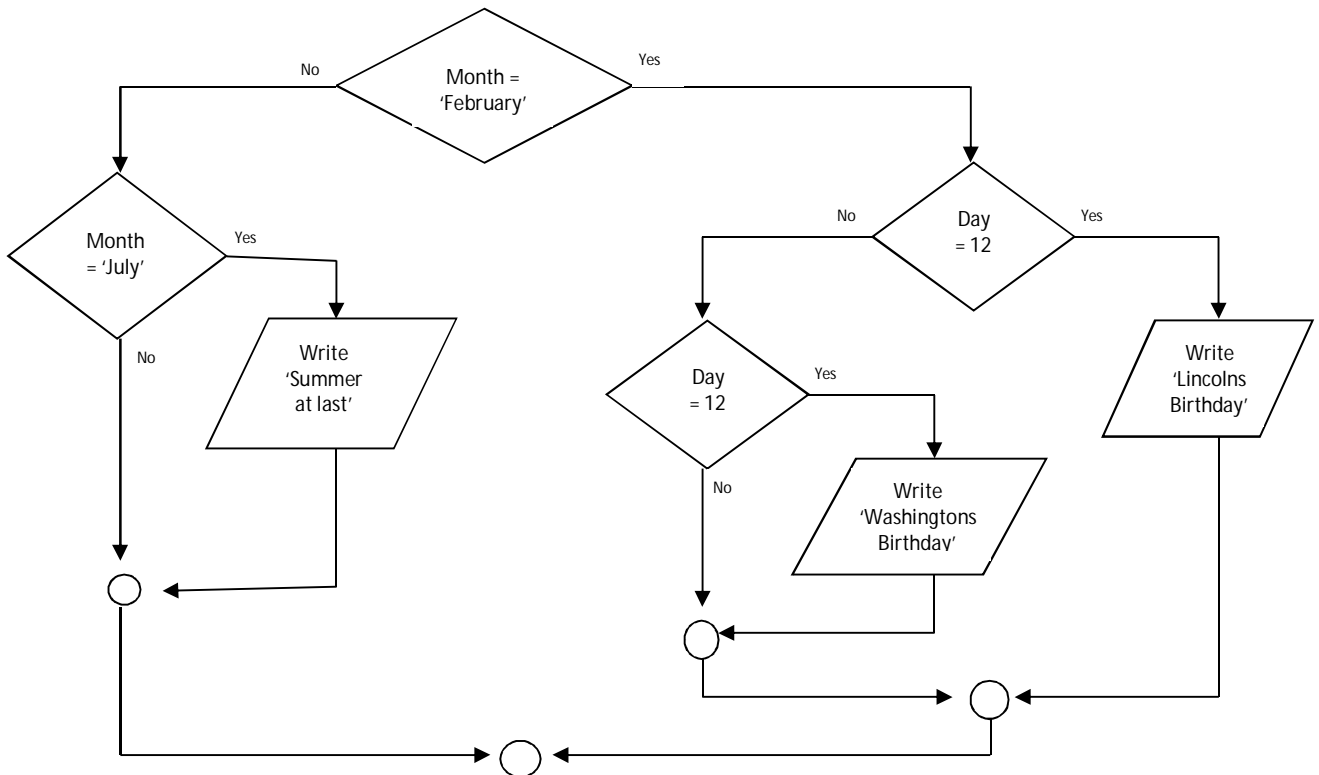 Month =
‘February’
No
Yes
Month
= ‘July’
Yes
No
Write
‘Summer
at last’
Day
= 12
No
Yes
Day
= 12
Yes
No
Write
‘Washingtons
Birthday’
Write
‘Lincolns
Birthday’